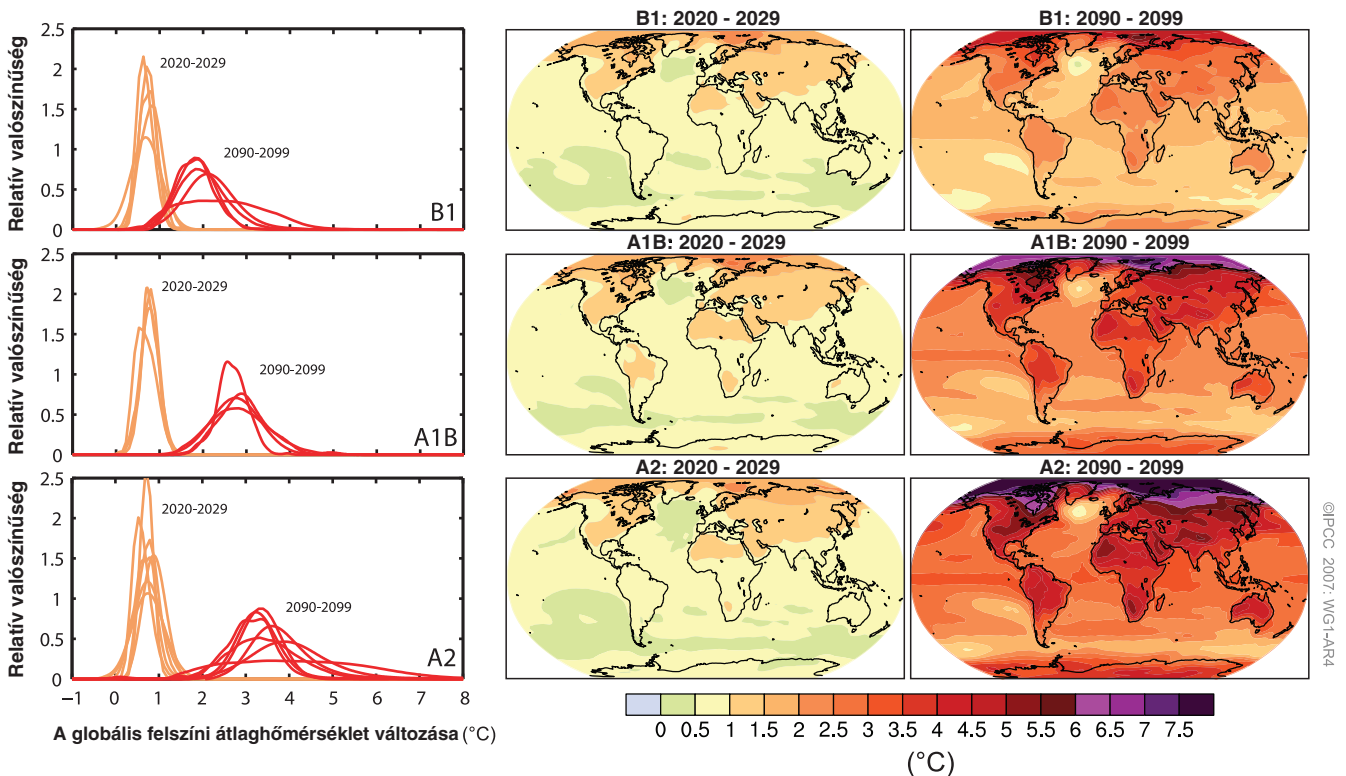 B1: 2020 - 2029
B1: 2090 - 2099
Relatív valószínűség
2.5
2
1.5
1
0.5
0
2020-2029
2090-2099
B1
A1B: 2020 - 2029
A1B: 2090 - 2099
Relatív valószínűség
2.5
2
1.5
1
0.5
0
2020-2029
2090-2099
A1B
A2: 2020 - 2029
A2: 2090 - 2099
Relatív valószínűség
2.5
2
1.5
1
0.5
0
2020-2029
2090-2099
A2
−1 0 1 2 3 4 5 6 7 8
A globális felszíni átlaghőmérséklet változása (°C)
0 0.5 1 1.5 2 2.5 3 3.5 4 4.5 5 5.5 6 6.5 7 7.5
(°C)
©IPCC 2007: WG1-AR4